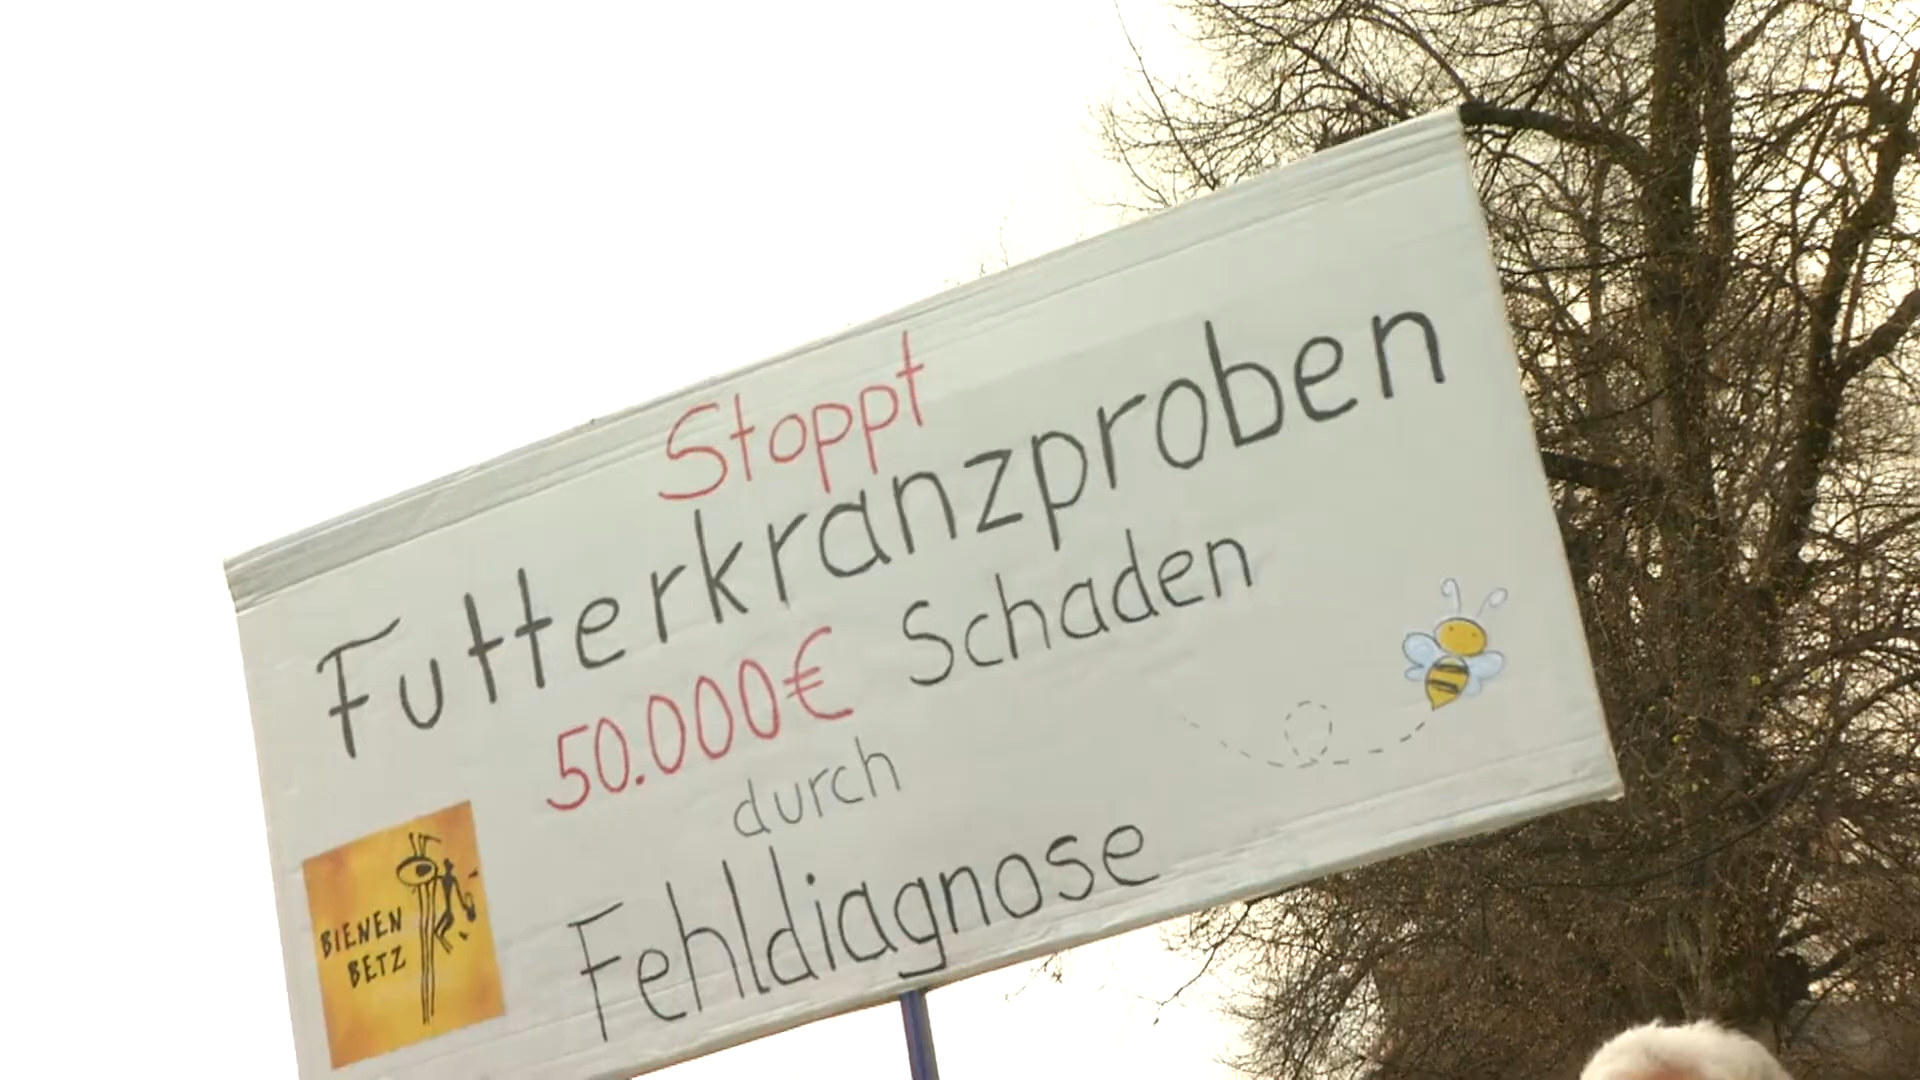 Stoppt
Futterkranzproben
50.000€ Schaden
durch
Fehldiagnose
BIENEN
BETZ